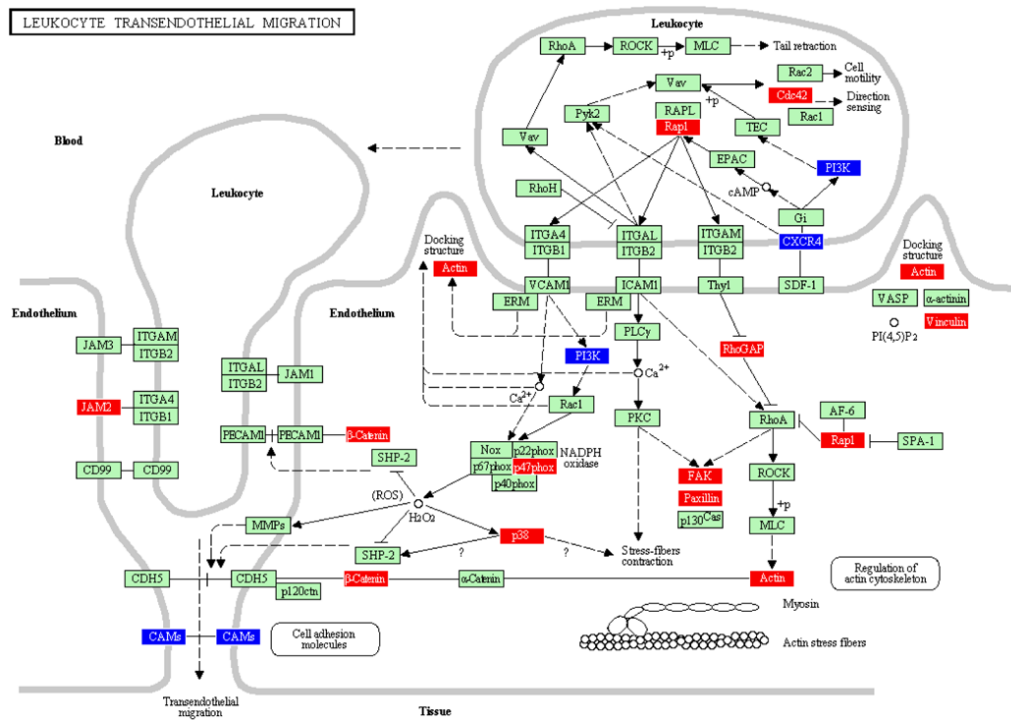 LEUKOCYTE TRANSENDOTHELIAL MIGRATION
Leukocyte
RhoA
ROCK
+p
MLC
Tail retraction
Vav
Rac2
Cell
motility
Cdc42
Direction
sensing
+p
Rac1
Pyk2
RAPL
Rap1
TEC
Blood
Vav
EPAC
PI3K
Leukocyte
RhoH
cAMP
Gi
ITGA4
ITGB1
ITGAL
ITGB2
ITGAM
ITGB2
CXCR4
Docking
structure
Actin
Docking
structure
Actin
VCAM1
ICAM1
Thy1
SDF-1
ERM
ERM
VASP
α-actinin
Endothelium
Endothelium
PLCγ
PI(4,5)P2
Vinculin
JAM3
ITGAM
ITGB2
RhoGAP
PI3K
ITGAL
ITGB2
JAM1
Ca2+
Ca2+
JAM2
ITGA4
ITGB1
Rac1
PKC
RhoA
AF-6
Rap1
SPA-1
PECAM1
PECAM1
β-Catenin
Nox
p22phox
NADPH
oxidase
p67phox
p47phox
p40phox
SHP-2
CD99
CD99
FAK
ROCK
Paxillin
(ROS)
H2O2
+p
p130Cas
MLC
MMPs
p38
SHP-2
?
?
Stress-fibers
contraction
CDH5
CDH5
β-Catenin
α-Catenin
Actin
Regulation of
actin cytoskeleton
p120ctn
Myosin
CAMs
CAMs
Cell adhesion
molecules
Actin stress fibers
Transendothelial
migration
Tissue